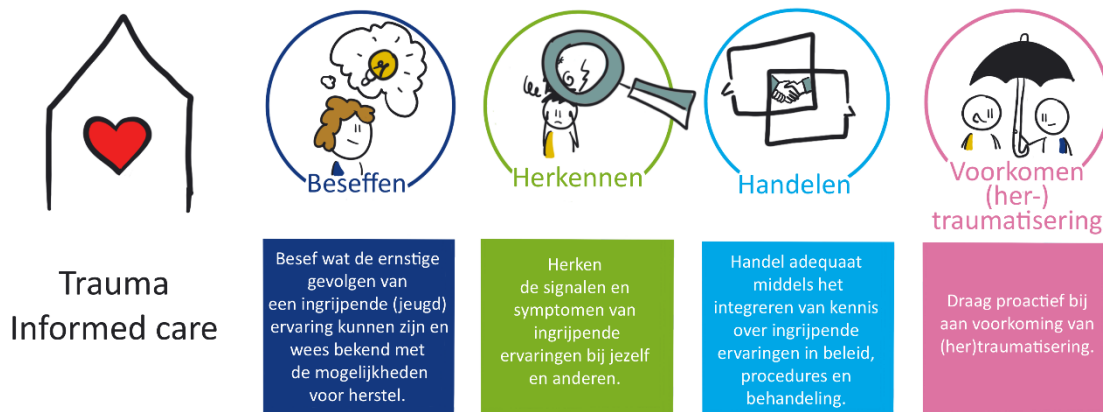 Trauma
Informed care
Beseffen
Besef wat de ernstige
gevolgen van
een ingrijpende (jeugd)
ervaring kunnen zijn en
wees bekend met
de mogelijkheden
voor herstel.
Herkennen
Herken
de signalen en
symptomen van
ingrijpende
ervaringen bij jezelf
en anderen.
Handelen
Handel adequaat
middels het
integreren van kennis
over ingrijpende
ervaringen in beleid,
procedures en
behandeling.
Voorkomen
(her-)
traumatisering
Draag proactief bij
aan voorkoming van
(her)traumatisering.